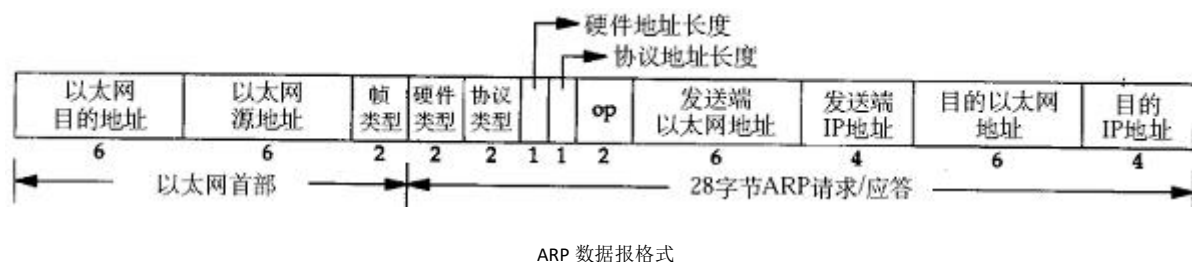 硬件地址长度
协议地址长度
以太网
目的地址
以太网
源地址
帧
类型
硬件
类型
协议
类型
op
发送端
以太网地址
发送端
IP地址
目的以太网
地址
目的
IP地址
6 6 2 2 2 1 1 2 6 4 6 4
以太网首部
28字节ARP请求/应答
ARP 数据报格式